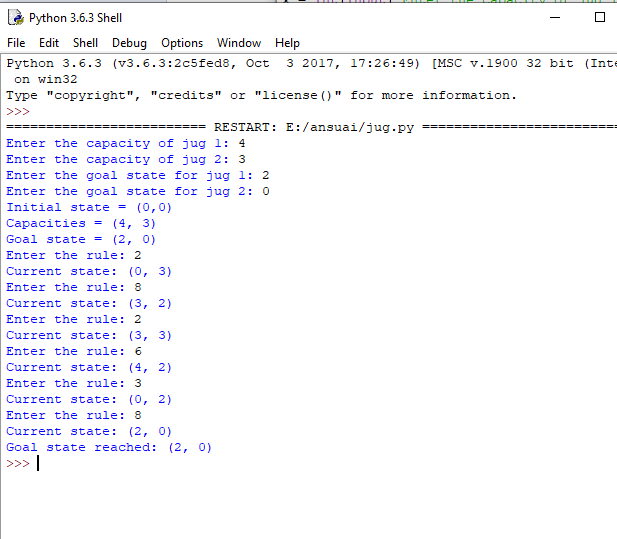 Python 3.6.3 Shell
File Edit Shell Debug Options Window Help
Python 3.6.3 (v3.6.3:2c5fed8, Oct  3 2017, 17:26:49) [MSC v.1900 32 bit (Inte
 on win32
Type "copyright", "credits" or "license()" for more information.
>>>
========================= RESTART: E:/ansuai/jug.py =========================
Enter the capacity of jug 1: 4
Enter the capacity of jug 2: 3
Enter the goal state for jug 1: 2
Enter the goal state for jug 2: 0
Initial state = (0,0)
Capacities = (4, 3)
Goal state = (2, 0)
Enter the rule: 2
Current state: (0, 3)
Enter the rule: 8
Current state: (3, 2)
Enter the rule: 2
Current state: (3, 3)
Enter the rule: 6
Current state: (4, 2)
Enter the rule: 3
Current state: (0, 2)
Enter the rule: 8
Current state: (2, 0)
Goal state reached: (2, 0)
>>>